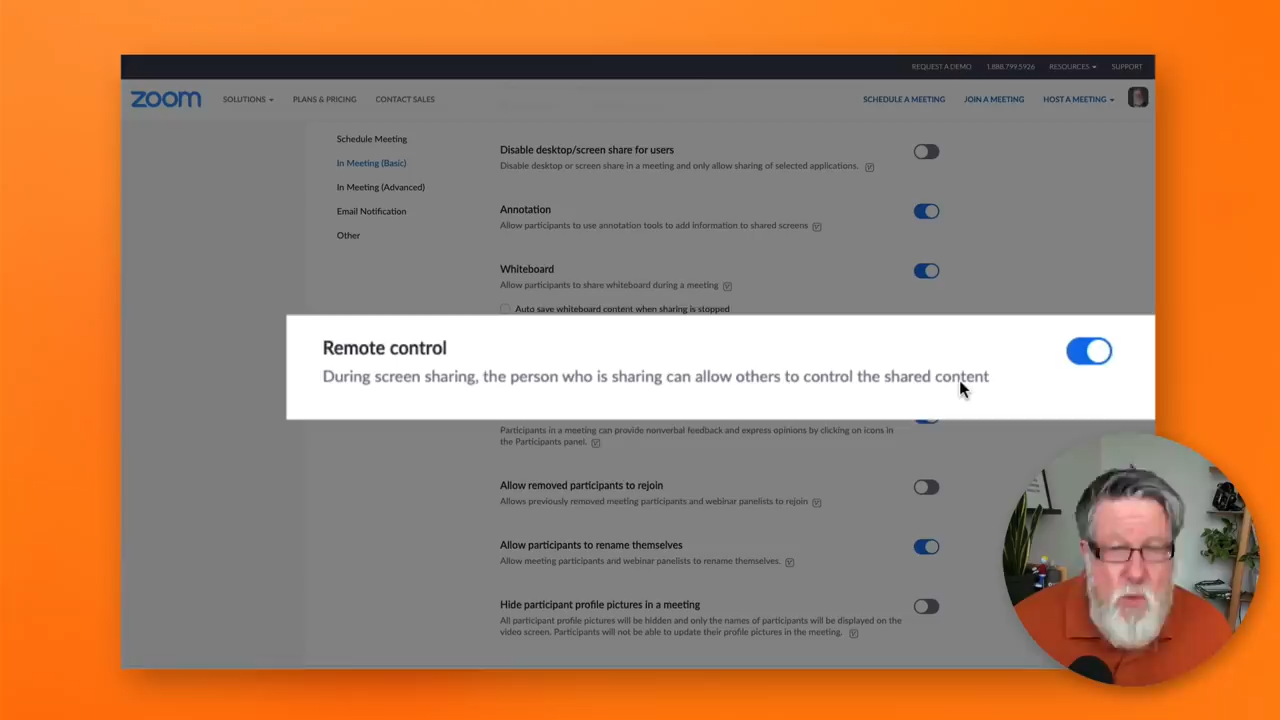 REQUEST A DEMO 1.888.799.5926 RESOURCES SUPPORT
zoom SOLUTIONS PLANS & PRICING CONTACT SALES SCHEDULE A MEETING JOIN A MEETING HOST A MEETING
Schedule Meeting
In Meeting (Basic)
In Meeting (Advanced)
Email Notification
Other
Disable desktop/screen share for users
Disable desktop or screen share in a meeting and only allow sharing of selected applications.
Annotation
Allow participants to use annotation tools to add information to shared screens
Whiteboard
Allow participants to share whiteboard during a meeting
Auto save whiteboard content when sharing is stopped
Remote control
During screen sharing, the person who is sharing can allow others to control the shared content
Participants in a meeting can provide nonverbal feedback and express opinions by clicking on icons in
the Participants panel.
Allow removed participants to rejoin
Allows previously removed meeting participants and webinar panelists to rejoin
Allow participants to rename themselves
Allow meeting participants and webinar panelists to rename themselves.
Hide participant profile pictures in a meeting
All participant profile pictures will be hidden and only the names of participants will be displayed on the
video screen. Participants will not be able to update their profile pictures in the meeting.